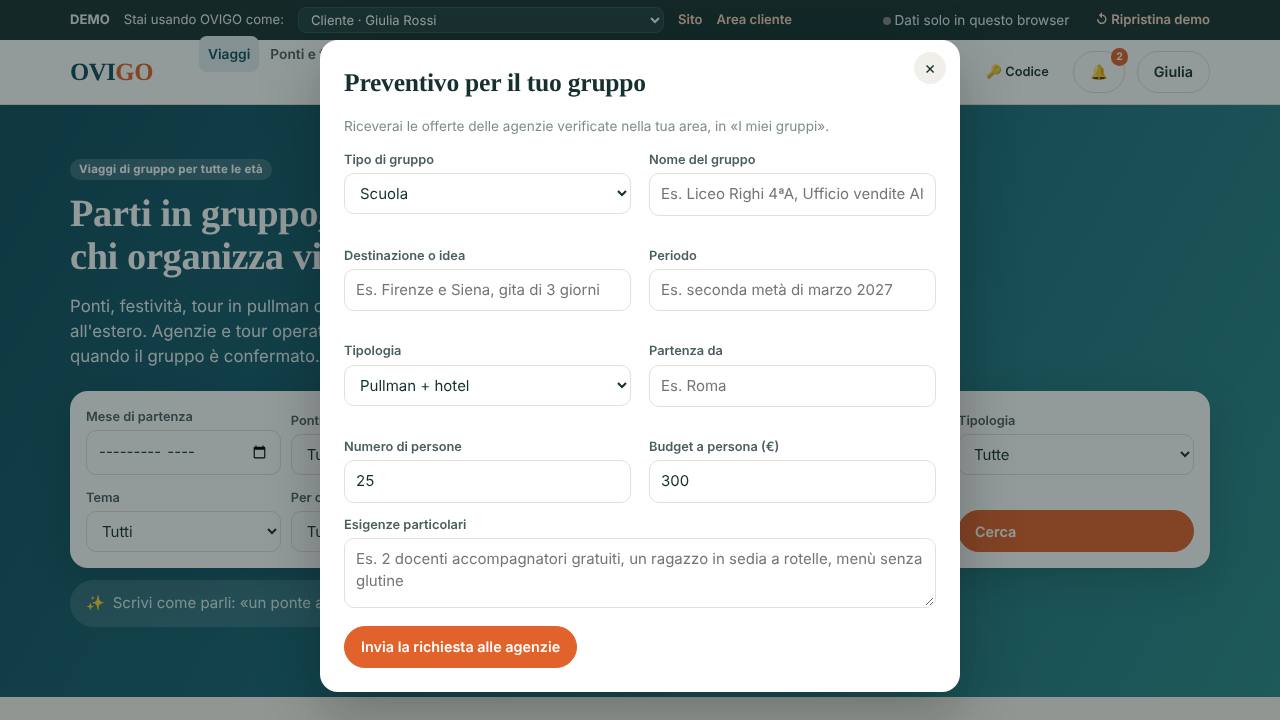 DEMO Stai usando OVIGO come: Cliente · Giulia Rossi Sito Area cliente Dati solo in questo browser Ripristina demo
OVIGO Viaggi Ponti e Codice 2 Giulia
Preventivo per il tuo gruppo
Riceverai le offerte delle agenzie verificate nella tua area, in «I miei gruppi».
Tipo di gruppo Nome del gruppo
Scuola Es. Liceo Righi 4ªA, Ufficio vendite Al
Destinazione o idea Periodo
Es. Firenze e Siena, gita di 3 giorni Es. seconda metà di marzo 2027
Tipologia Partenza da
Pullman + hotel Es. Roma
Numero di persone Budget a persona (€)
25 300
Esigenze particolari
Es. 2 docenti accompagnatori gratuiti, un ragazzo in sedia a rotelle, menù senza
glutine
Invia la richiesta alle agenzie
Viaggi di gruppo per tutte le età
Parti in gruppo,
chi organizza
Ponti, festività, tour in pullman
all'estero. Agenzie e tour
quando il gruppo è confermato.
Mese di partenza Tipologia
--------- ---- Tutte
Tema Per
Tutti Cerca
Scrivi come parli: «un ponte